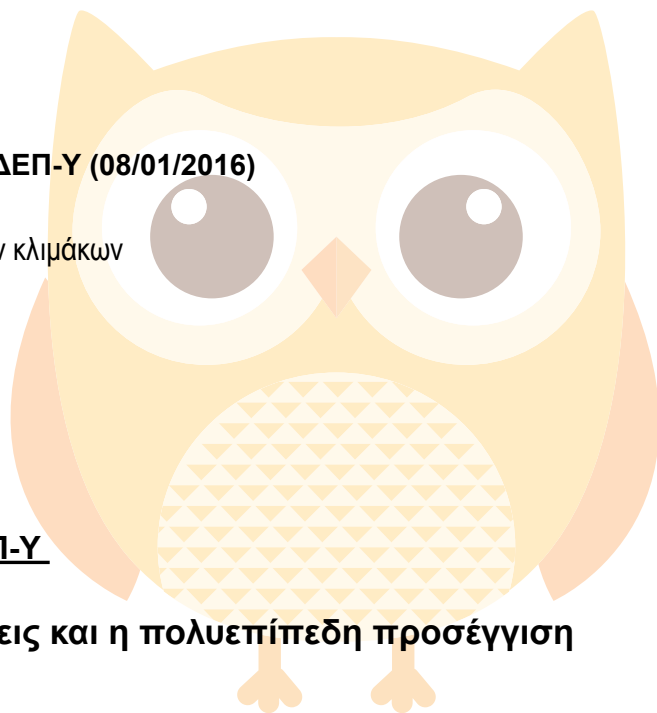 ΔΕΠ-Υ (08/01/2016)
ν κλιμάκων
Π-Υ
εις και η πολυεπίπεδη προσέγγιση